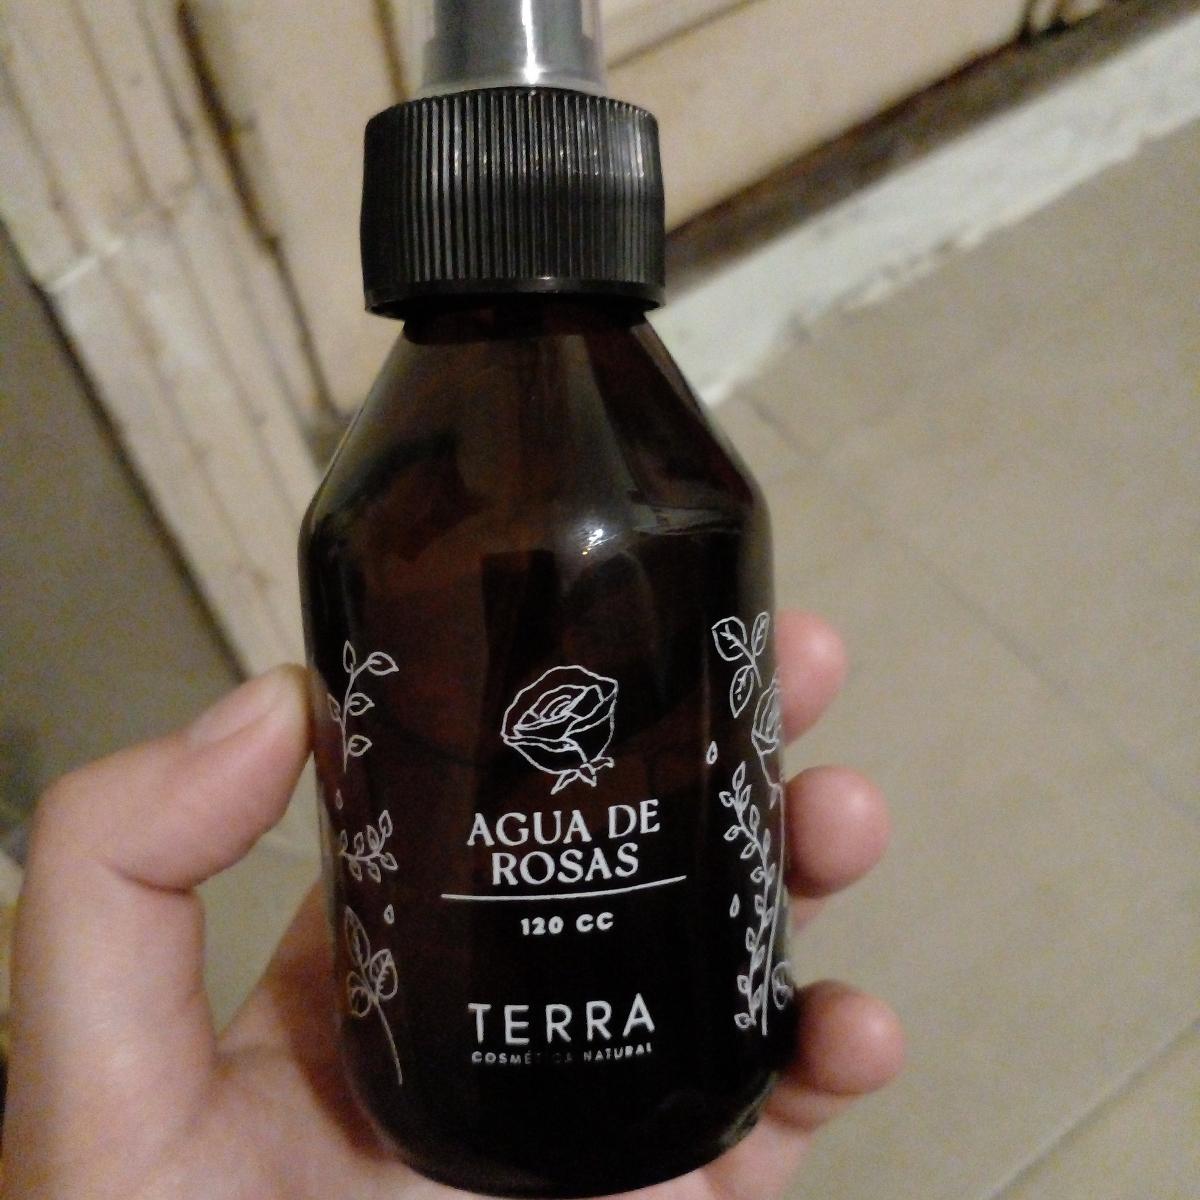 AGUA DE
ROSAS
120 CC
TERRA
COSMÉTICA NATURAL